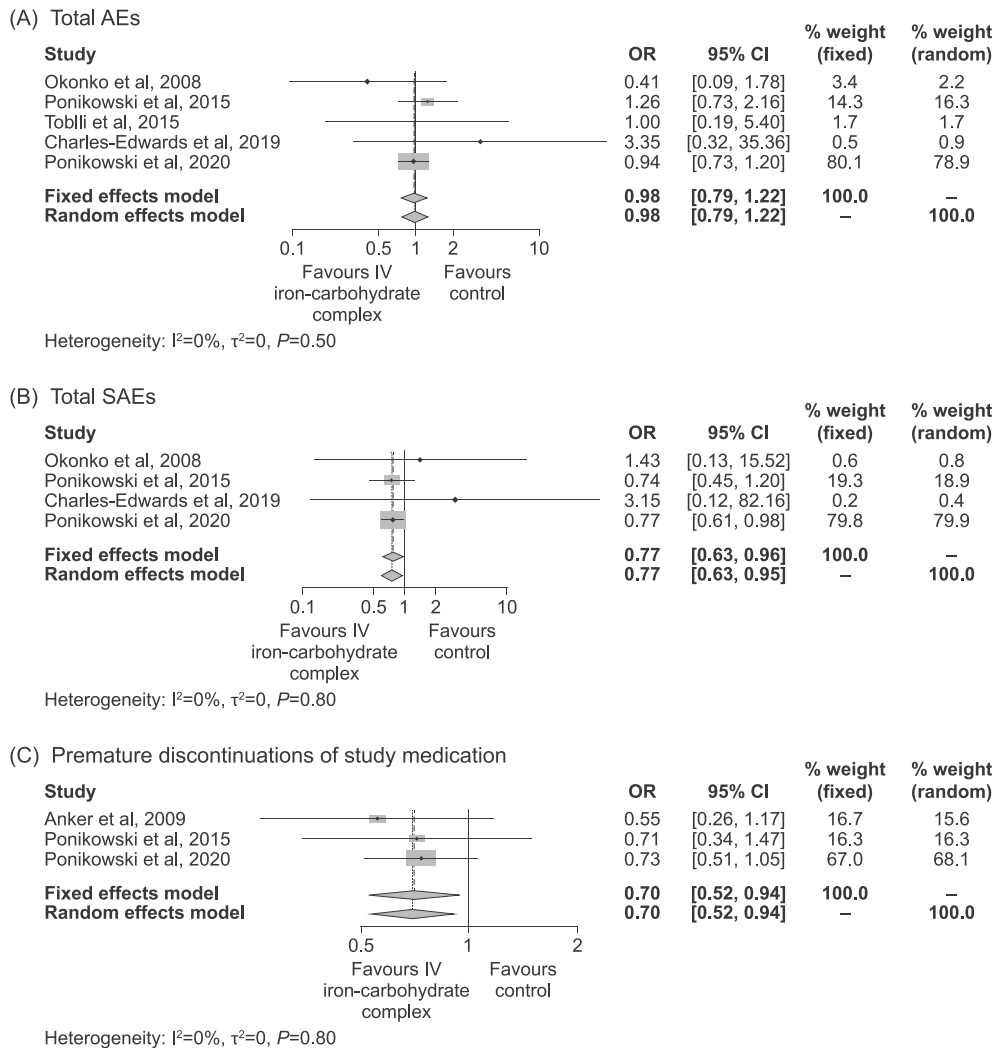 (A) Total AEs
Study OR 95% CI % weight (fixed) % weight (random)
Okonko et al, 2008 0.41 [0.09, 1.78] 3.4 2.2
Ponikowski et al, 2015 1.26 [0.73, 2.16] 14.3 16.3
Toblli et al, 2015 1.00 [0.19, 5.40] 1.7 1.7
Charles-Edwards et al, 2019 3.35 [0.32, 35.36] 0.5 0.9
Ponikowski et al, 2020 0.94 [0.73, 1.20] 80.1 78.9
Fixed effects model 0.98 [0.79, 1.22] 100.0 –
Random effects model 0.98 [0.79, 1.22] – 100.0
0.1 0.5 1 2 10
Favours IV iron-carbohydrate complex Favours control
Heterogeneity: I²=0%, τ²=0, P=0.50
(B) Total SAEs
Study OR 95% CI % weight (fixed) % weight (random)
Okonko et al, 2008 1.43 [0.13, 15.52] 0.6 0.8
Ponikowski et al, 2015 0.74 [0.45, 1.20] 19.3 18.9
Charles-Edwards et al, 2019 3.15 [0.12, 82.16] 0.2 0.4
Ponikowski et al, 2020 0.77 [0.61, 0.98] 79.8 79.9
Fixed effects model 0.77 [0.63, 0.96] 100.0 –
Random effects model 0.77 [0.63, 0.95] – 100.0
0.1 0.5 1 2 10
Favours IV iron-carbohydrate complex Favours control
Heterogeneity: I²=0%, τ²=0, P=0.80
(C) Premature discontinuations of study medication
Study OR 95% CI % weight (fixed) % weight (random)
Anker et al, 2009 0.55 [0.26, 1.17] 16.7 15.6
Ponikowski et al, 2015 0.71 [0.34, 1.47] 16.3 16.3
Ponikowski et al, 2020 0.73 [0.51, 1.05] 67.0 68.1
Fixed effects model 0.70 [0.52, 0.94] 100.0 –
Random effects model 0.70 [0.52, 0.94] – 100.0
0.5 1 2
Favours IV iron-carbohydrate complex Favours control
Heterogeneity: I²=0%, τ²=0, P=0.80